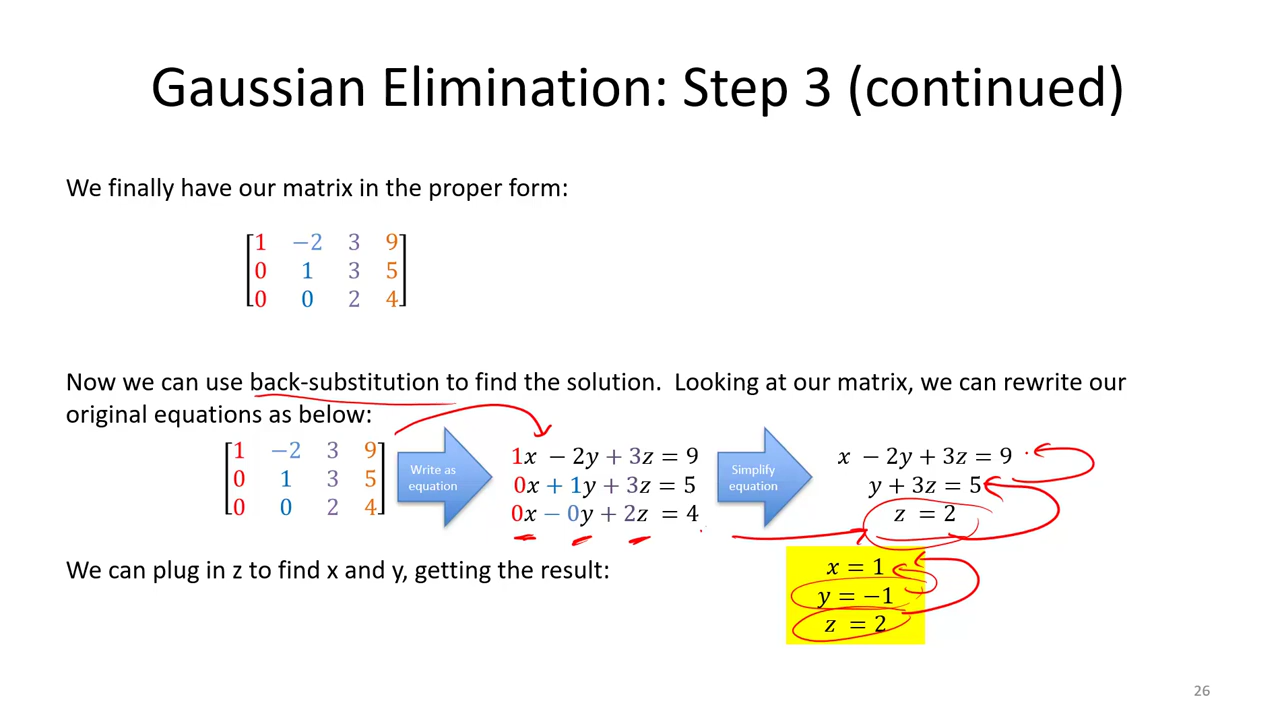 Gaussian Elimination: Step 3 (continued)
We finally have our matrix in the proper form:
1 −2 3 9
0 1 3 5
0 0 2 4
Now we can use back-substitution to find the solution. Looking at our matrix, we can rewrite our
original equations as below:
1 −2 3 9
0 1 3 5
0 0 2 4
Write as
equation
1x − 2y + 3z = 9
0x + 1y + 3z = 5
0x − 0y + 2z = 4
Simplify
equation
x − 2y + 3z = 9
y + 3z = 5
z = 2
We can plug in z to find x and y, getting the result:
x = 1
y = −1
z = 2
26